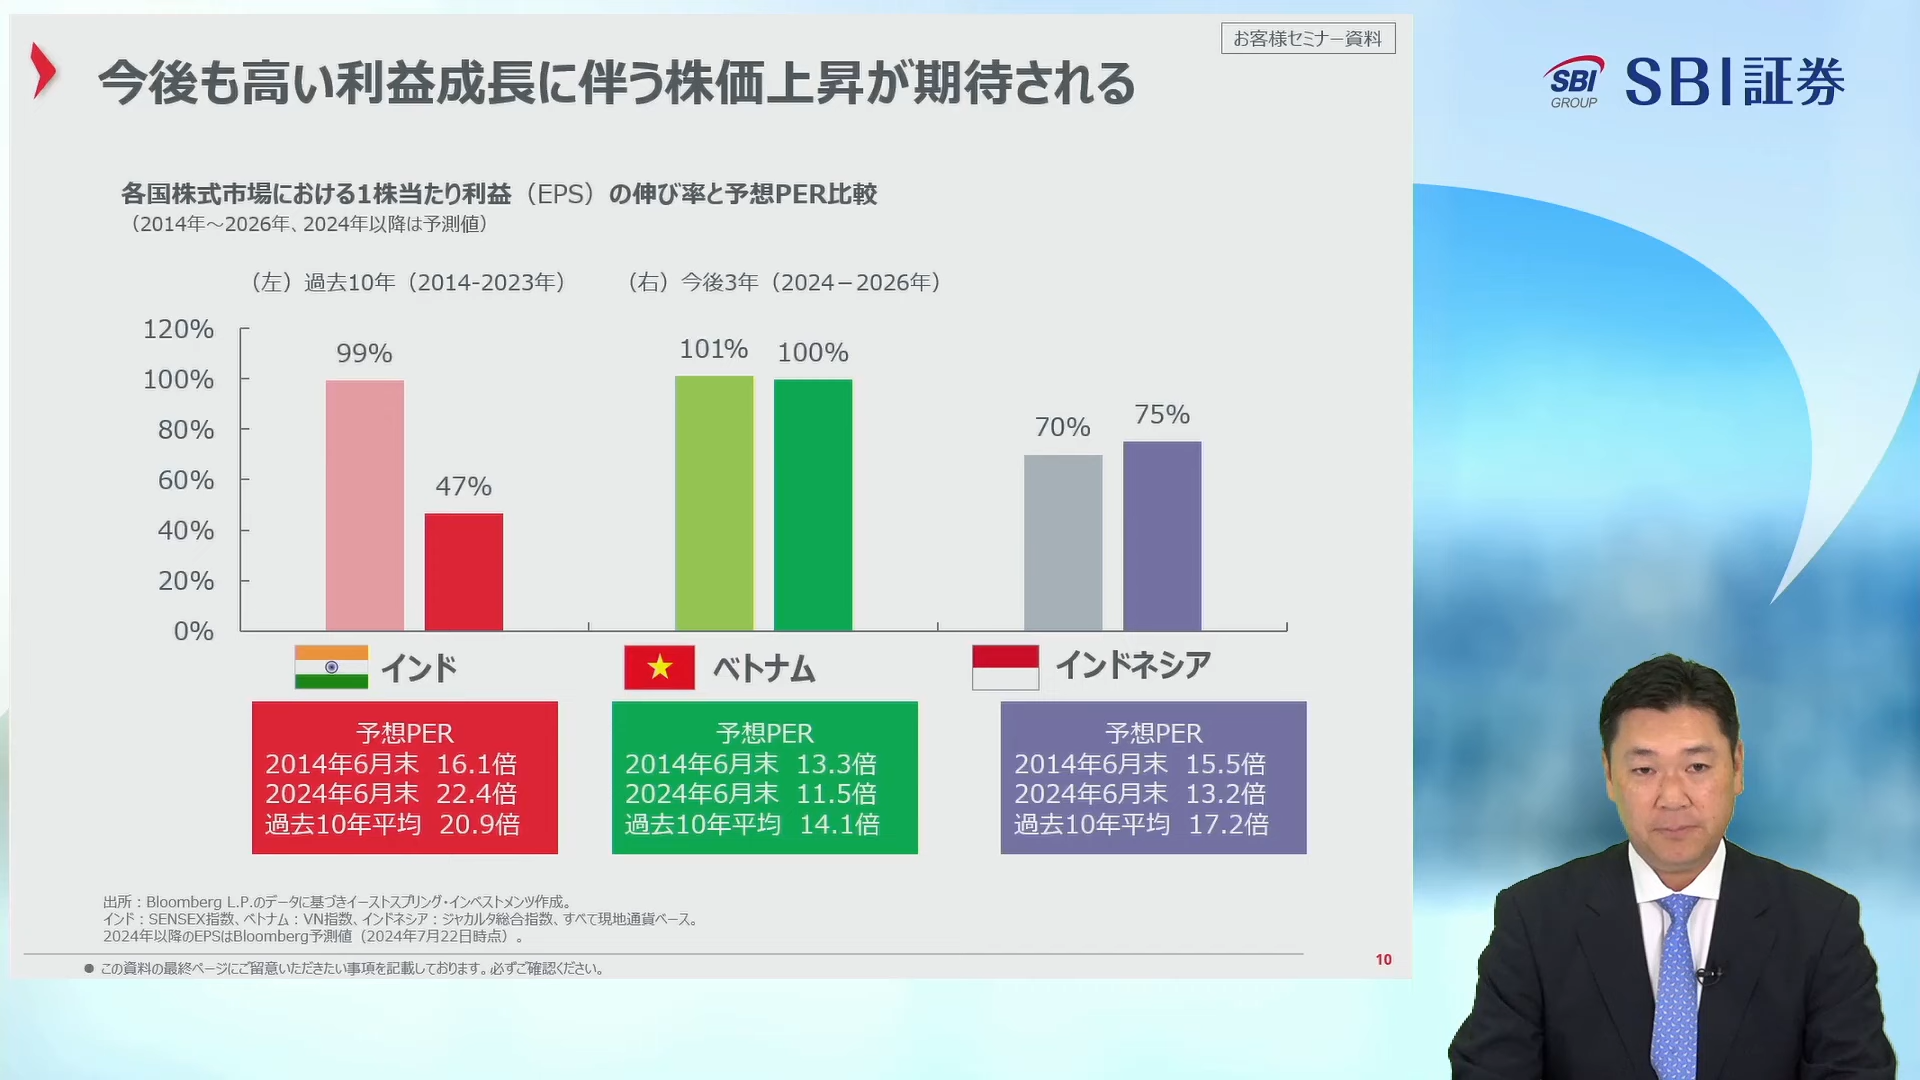 お客様セミナー資料
今後も高い利益成長に伴う株価上昇が期待される
SBI
GROUP
SBI証券
各国株式市場における1株当たり利益（EPS）の伸び率と予想PER比較
（2014年～2026年、2024年以降は予測値）
（左）過去10年（2014-2023年）
（右）今後3年（2024－2026年）
120%
100%
80%
60%
40%
20%
0%
99%
47%
101%
100%
70%
75%
インド
ベトナム
インドネシア
予想PER
2014年6月末 16.1倍
2024年6月末 22.4倍
過去10年平均 20.9倍
予想PER
2014年6月末 13.3倍
2024年6月末 11.5倍
過去10年平均 14.1倍
予想PER
2014年6月末 15.5倍
2024年6月末 13.2倍
過去10年平均 17.2倍
出所：Bloomberg L.P.のデータに基づきイーストスプリング・インベストメンツ作成。
インド：SENSEX指数、ベトナム：VN指数、インドネシア：ジャカルタ総合指数、すべて現地通貨ベース。
2024年以降のEPSはBloomberg予測値（2024年7月22日時点）。
● この資料の最終ページにご留意いただきたい事項を記載しております。必ずご確認ください。
10